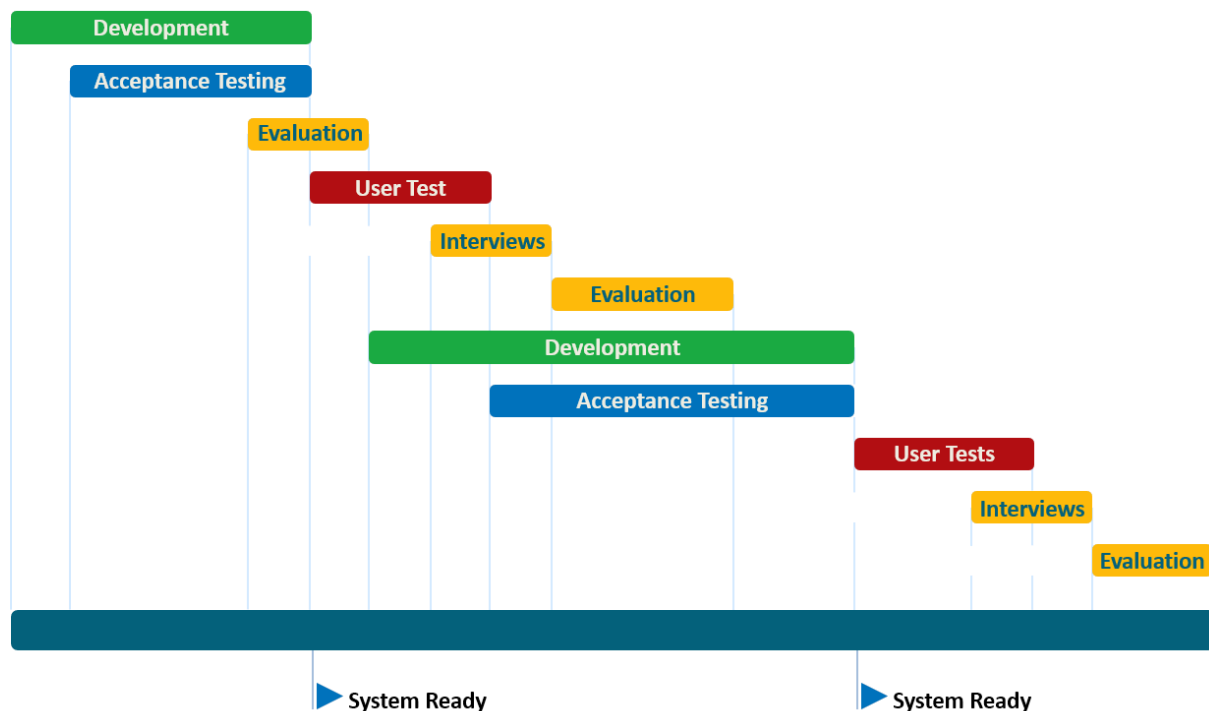 Development
Acceptance Testing
Evaluation
User Test
Interviews
Evaluation
Development
Acceptance Testing
User Tests
Interviews
Evaluation
System Ready
System Ready